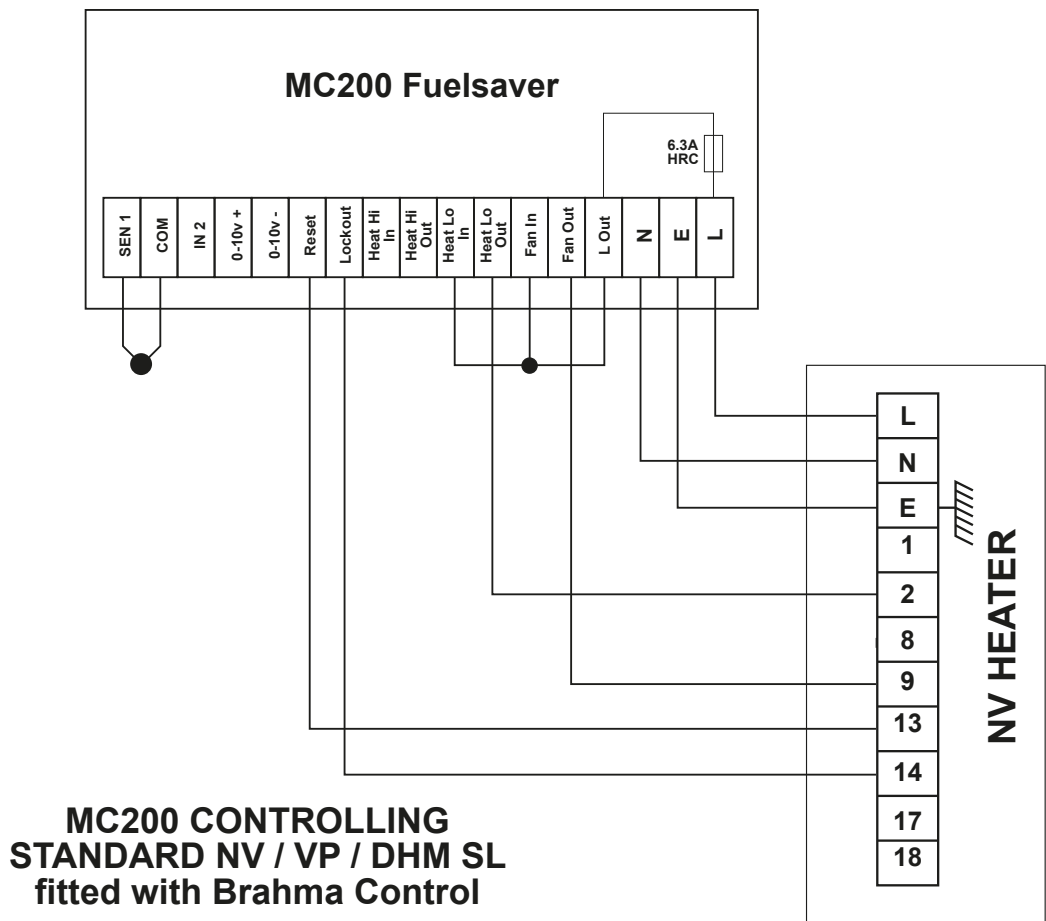 MC200 Fuelsaver
6.3A
HRC
SEN 1
COM
IN 2
0-10v +
0-10v -
Reset
Lockout
Heat Hi
In
Heat Hi
Out
Heat Lo
In
Heat Lo
Out
Fan In
Fan Out
L Out
N
E
L
L
N
E
1
2
8
9
13
14
17
18
NV HEATER
MC200 CONTROLLING
STANDARD NV / VP / DHM SL
fitted with Brahma Control